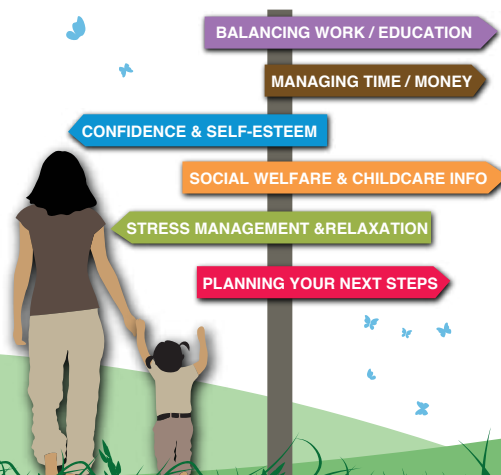 BALANCING WORK / EDUCATION
MANAGING TIME / MONEY
CONFIDENCE & SELF-ESTEEM
SOCIAL WELFARE & CHILDCARE INFO
STRESS MANAGEMENT &RELAXATION
PLANNING YOUR NEXT STEPS